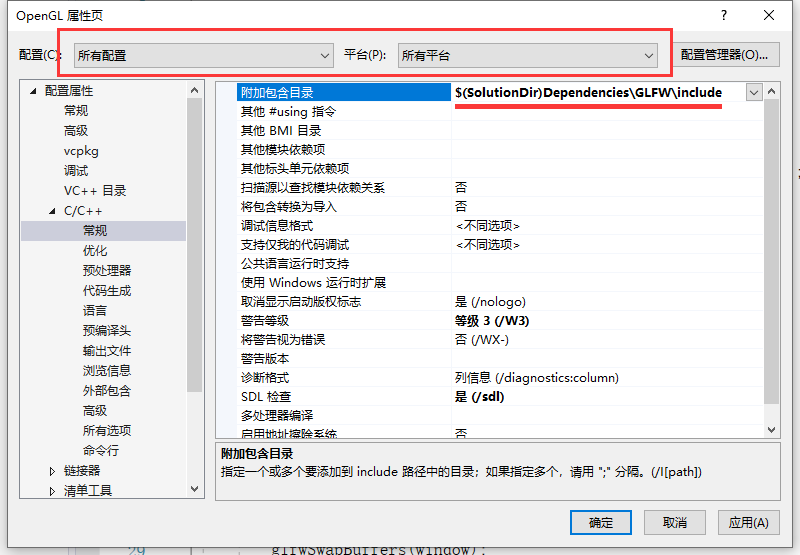 OpenGL 属性页
配置(C): 所有配置 平台(P): 所有平台 配置管理器(O)...
配置属性
常规
高级
vcpkg
调试
VC++ 目录
C/C++
常规
优化
预处理器
代码生成
语言
预编译头
输出文件
浏览信息
外部包含
高级
所有选项
命令行
链接器
清单工具
附加包含目录 $(SolutionDir)Dependencies\GLFW\include
其他 #using 指令
其他 BMI 目录
其他模块依赖项
其他标头单元依赖项
扫描源以查找模块依赖关系 否
将包含转换为导入 否
调试信息格式 <不同选项>
支持仅我的代码调试 <不同选项>
公共语言运行时支持
使用 Windows 运行时扩展
取消显示启动版权标志 是 (/nologo)
警告等级 等级 3 (/W3)
将警告视为错误 否 (/WX-)
警告版本
诊断格式 列信息 (/diagnostics:column)
SDL 检查 是 (/sdl)
多处理器编译
启用地址擦除系统 否
附加包含目录
指定一个或多个要添加到 include 路径中的目录；如果指定多个，请用 ";" 分隔。(/I[path])
确定 取消 应用(A)
29 glfwSwapBuffers(window);